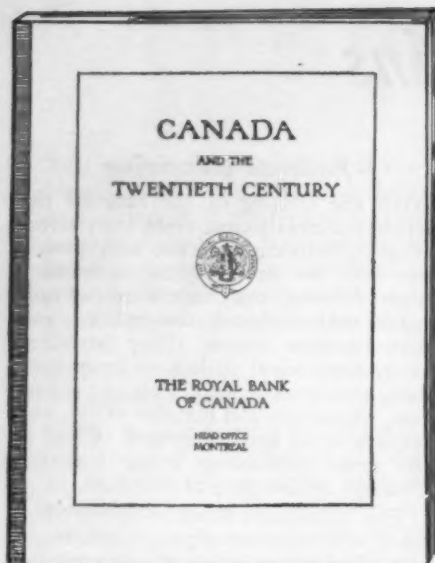 CANADA
AND THE
TWENTIETH CENTURY
THE ROYAL BANK
OF CANADA
HEAD OFFICE
MONTREAL